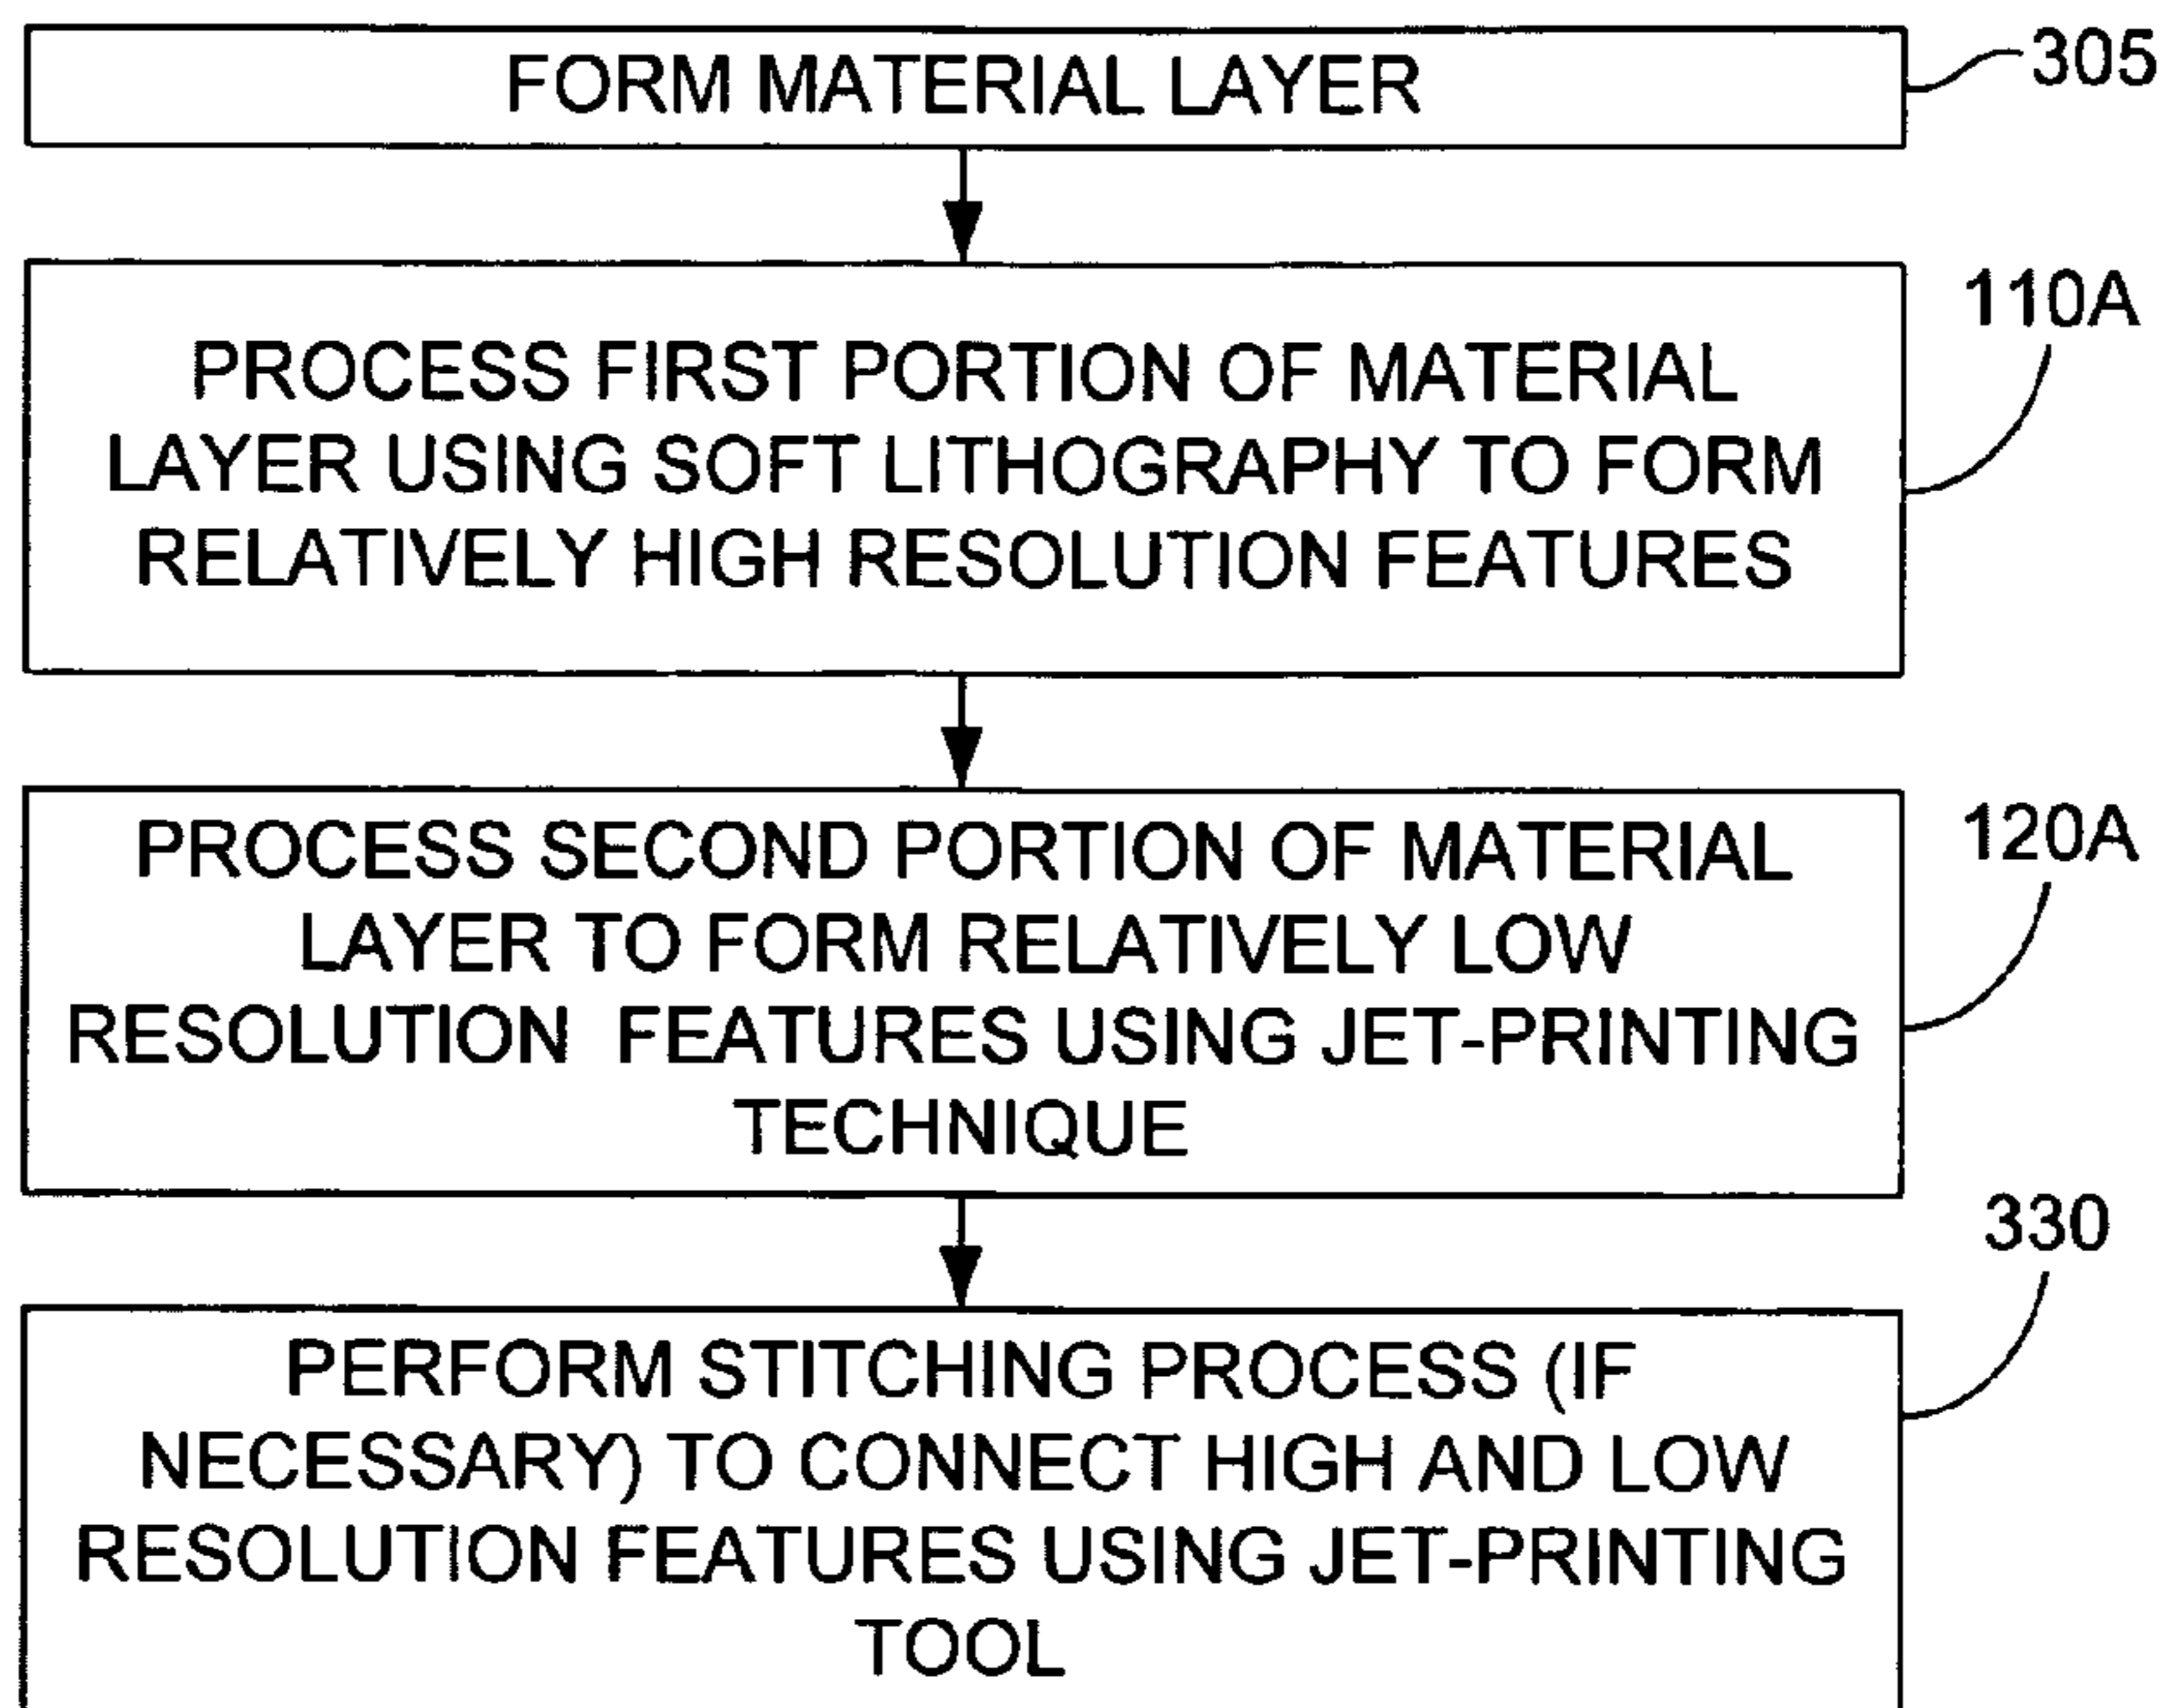 FORM MATERIAL LAYER
305
110A
PROCESS FIRST PORTION OF MATERIAL
LAYER USING SOFT LITHOGRAPHY TO FORM
RELATIVELY HIGH RESOLUTION FEATURES
120A
PROCESS SECOND PORTION OF MATERIAL
LAYER TO FORM RELATIVELY LOW
RESOLUTION FEATURES USING JET-PRINTING
TECHNIQUE
330
PERFORM STITCHING PROCESS (IF
NECESSARY) TO CONNECT HIGH AND LOW
RESOLUTION FEATURES USING JET-PRINTING
TOOL